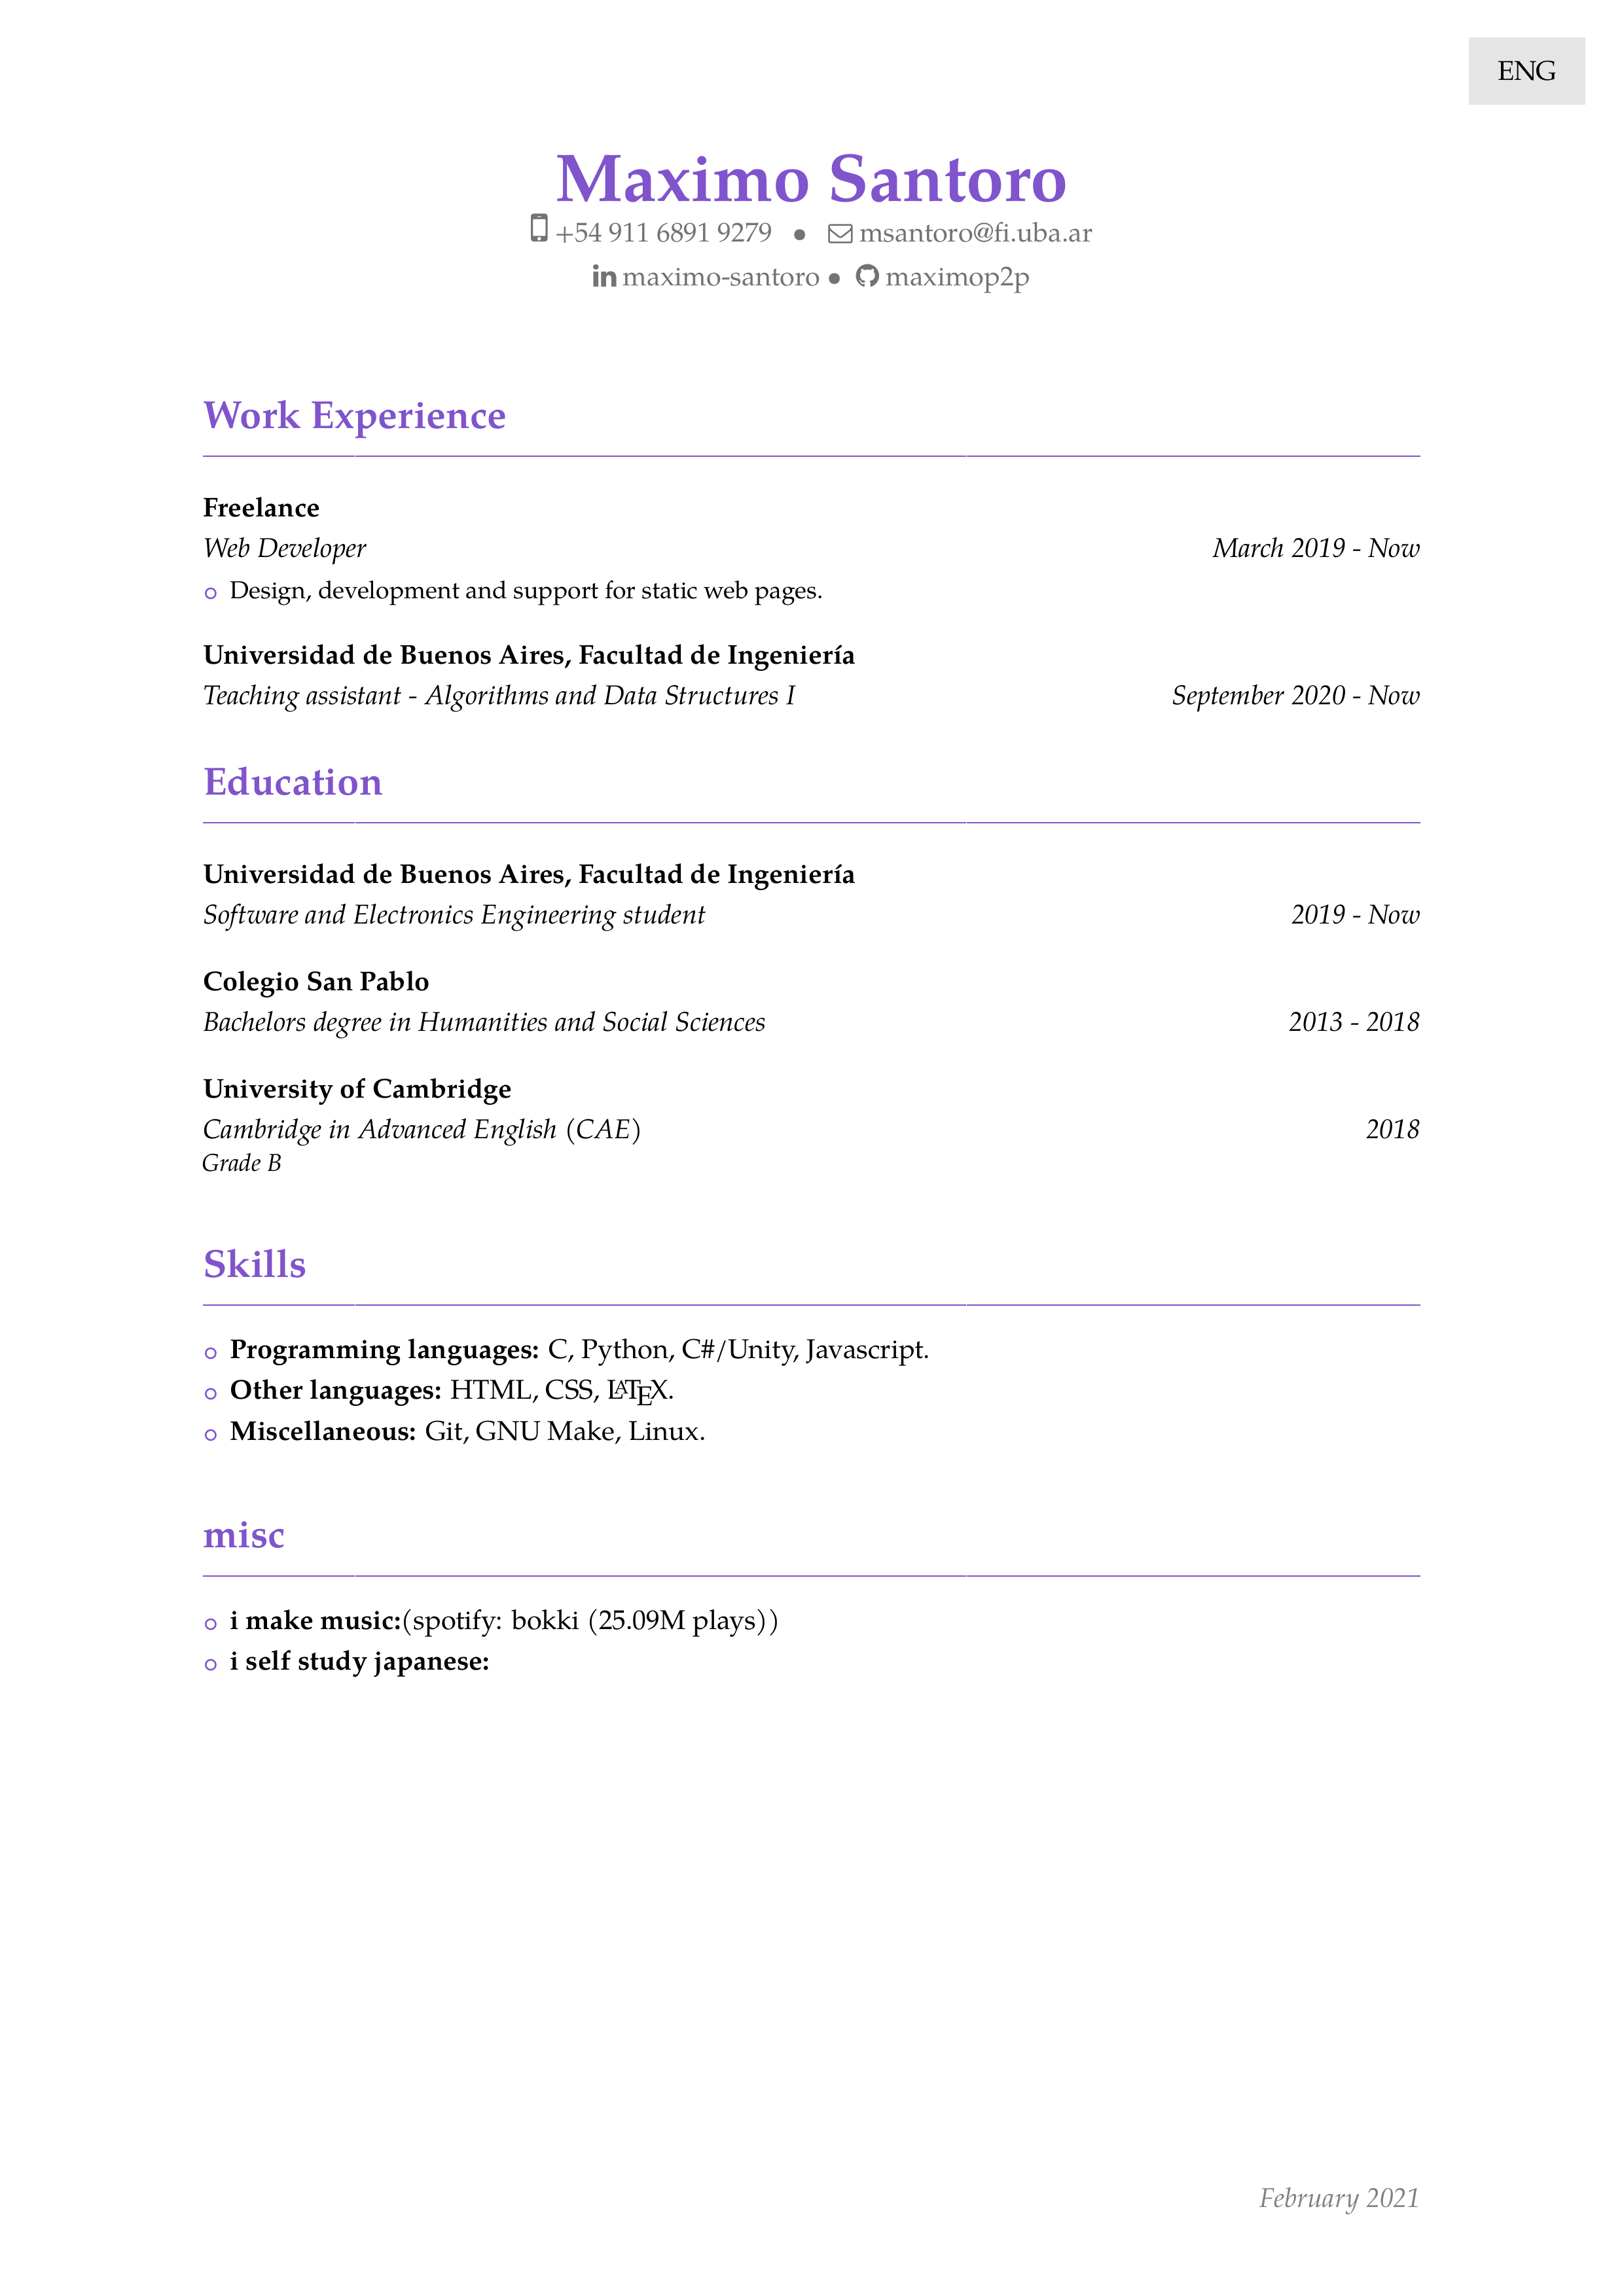 ENG
Maximo Santoro
+54 911 6891 9279 • msantoro@fi.uba.ar
maximo-santoro • maximop2p
Work Experience
Freelance
Web Developer March 2019 - Now
Design, development and support for static web pages.
Universidad de Buenos Aires, Facultad de Ingeniería
Teaching assistant - Algorithms and Data Structures I September 2020 - Now
Education
Universidad de Buenos Aires, Facultad de Ingeniería
Software and Electronics Engineering student 2019 - Now
Colegio San Pablo
Bachelors degree in Humanities and Social Sciences 2013 - 2018
University of Cambridge
Cambridge in Advanced English (CAE) 2018
Grade B
Skills
Programming languages: C, Python, C#/Unity, Javascript.
Other languages: HTML, CSS, LATEX.
Miscellaneous: Git, GNU Make, Linux.
misc
i make music:(spotify: bokki (25.09M plays))
i self study japanese:
February 2021